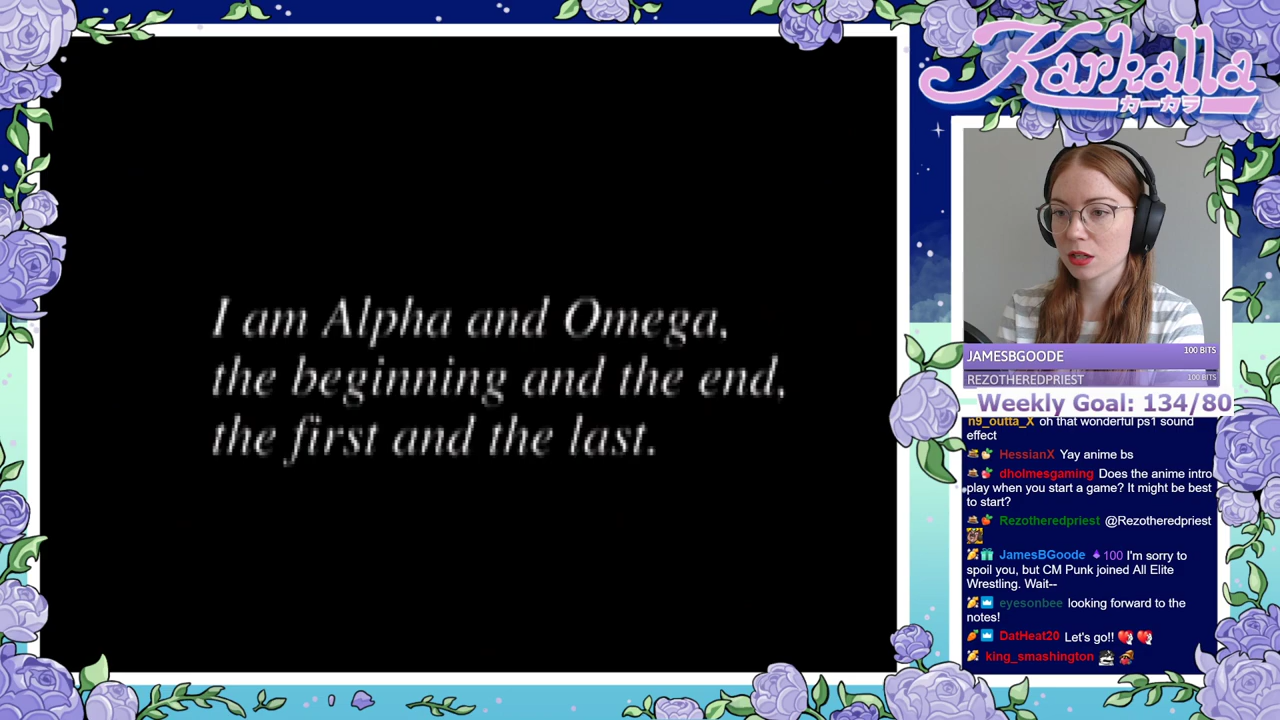 Karkalla
カーカラ
I am Alpha and Omega,
the beginning and the end,
the first and the last.
JAMESBGOODE 100 BITS
REZOTHEREDPRIEST 100 BITS
Weekly Goal: 134/80
n9_outta_X oh that wonderful ps1 sound
effect
HessianX Yay anime bs
dholmesgaming Does the anime intro
play when you start a game? It might be best
to start?
Rezotheredpriest @Rezotheredpriest
JamesBGoode 100 I'm sorry to
spoil you, but CM Punk joined All Elite
Wrestling. Wait--
eyesonbee looking forward to the
notes!
DatHeat20 Let's go!!
king_smashington